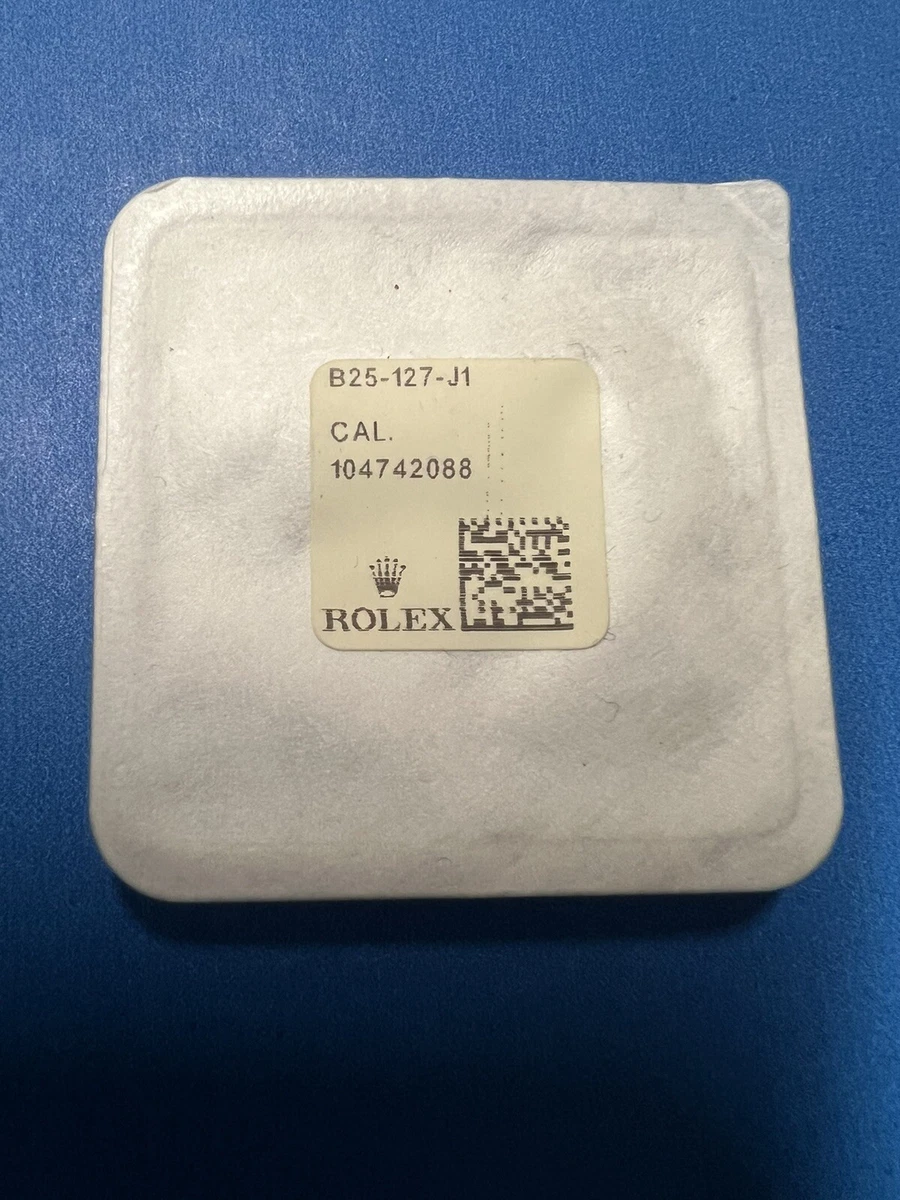 B25-127-J1
CAL.
104742088
ROLEX